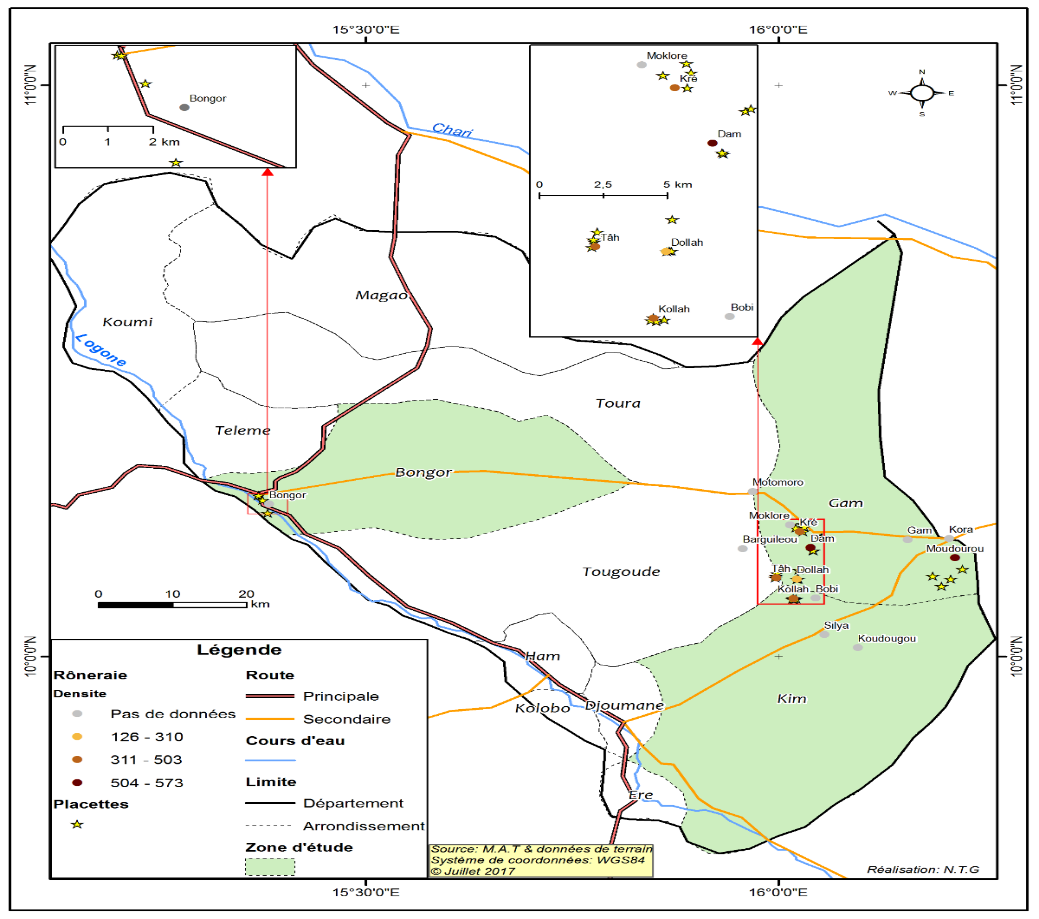 15°30'0"E
16°0'0"E
11°0'0"N
11°0'0"N
Bongor
0 1 2 km
Moklore
Kré
Dam
0 2,5 5 km
Tâh
Dollah
Kollah
Bobi
N
W
E
S
Chari
Koumi
Magao
Logone
Teleme
Toura
Bongor
Bongor
Motomoro
Gam
Moklore
Kré
Barguileou
Dam
Gam
Kora
Moudourou
Tâh
Dollah
Kollah
Bobi
Tougoude
Silya
Koudougou
0 10 20 km
10°0'0"N
10°0'0"N
Ham
Kolobo
Djoumane
Kim
Ere
Légende
Rôneraie
Densite
Pas de données
126 - 310
311 - 503
504 - 573
Placettes
Route
Principale
Secondaire
Cours d'eau
Limite
Département
Arrondissement
Zone d'étude
Source: M.A.T & données de terrain
Système de coordonnées: WGS84
© Juillet 2017
Réalisation: N.T.G
15°30'0"E
16°0'0"E